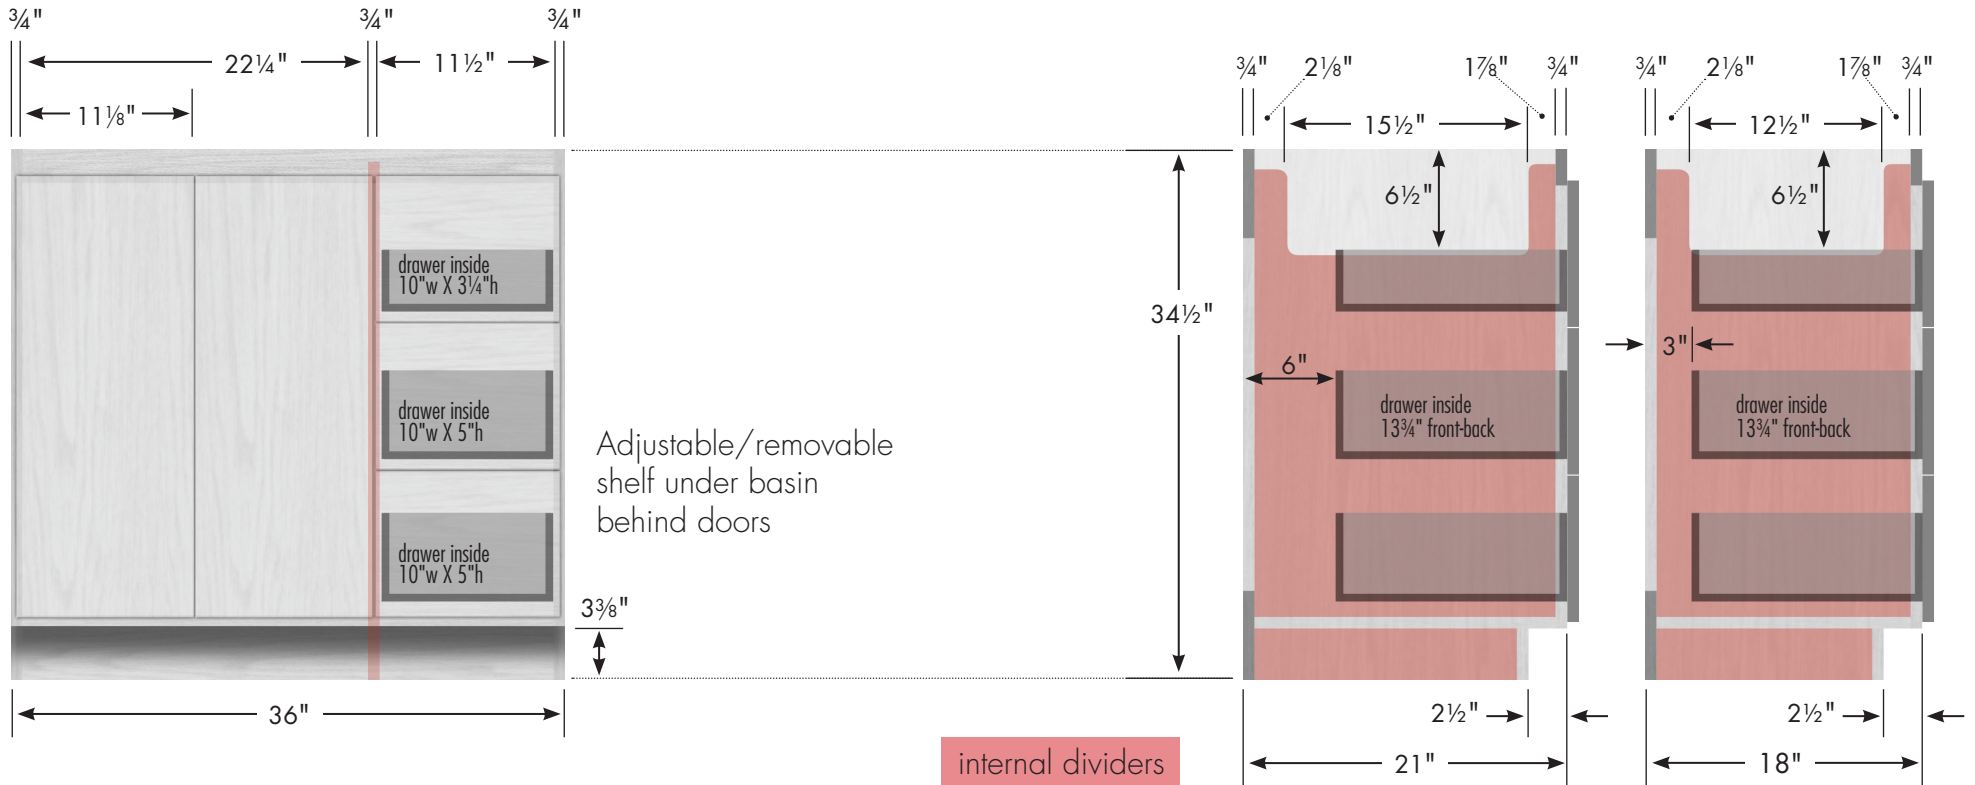 ¾" ¾" ¾"
22¼" 11½"
11⅛"
drawer inside
10"w X 3¼"h
drawer inside
10"w X 5"h
drawer inside
10"w X 5"h
36"
Adjustable/removable
shelf under basin
behind doors
3⅜"
34½"
internal dividers
¾" 2⅛" 1⅞" ¾"
15½"
6½"
6"
drawer inside
13¾" front-back
2½"
21"
¾" 2⅛" 1⅞" ¾"
12½"
6½"
3"
drawer inside
13¾" front-back
2½"
18"